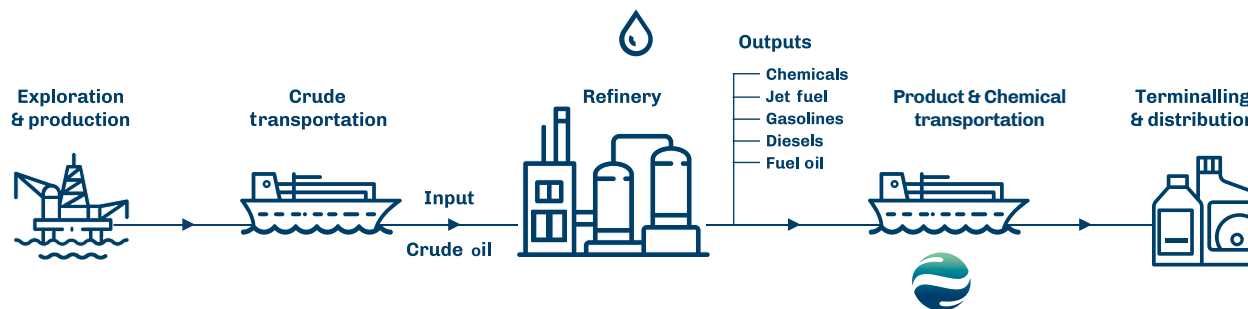 Exploration
& production
Crude
transportation
Input
Crude oil
Refinery
Outputs
Chemicals
Jet fuel
Gasolines
Diesels
Fuel oil
Product & Chemical
transportation
Terminalling
& distribution